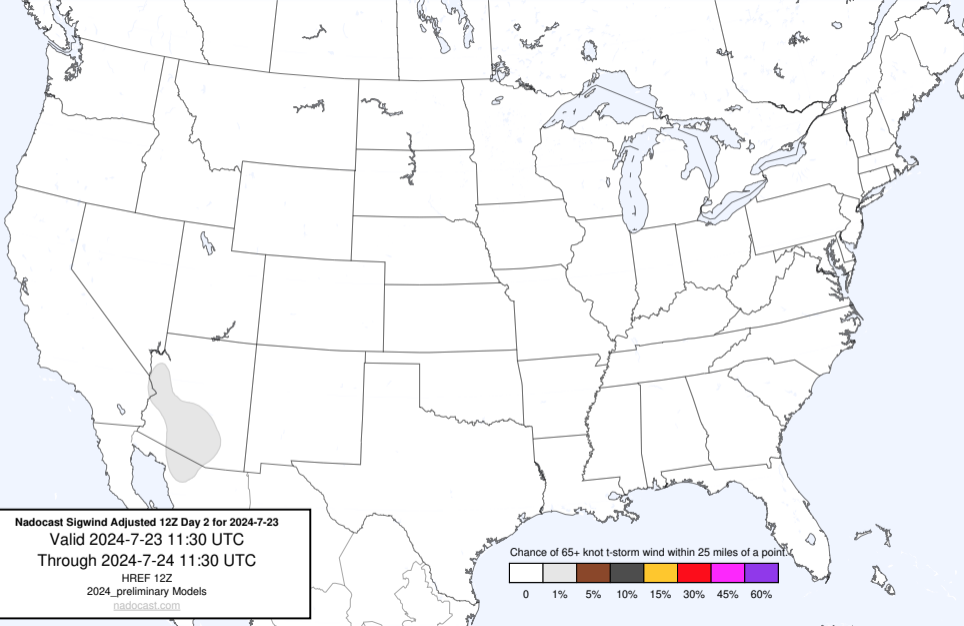 Nadocast Sigwind Adjusted 12Z Day 2 for 2024-7-23
Valid 2024-7-23 11:30 UTC
Through 2024-7-24 11:30 UTC
HREF 12Z
2024_preliminary Models
nadocast.com
Chance of 65+ knot t-storm wind within 25 miles of a point.
0 1% 5% 10% 15% 30% 45% 60%